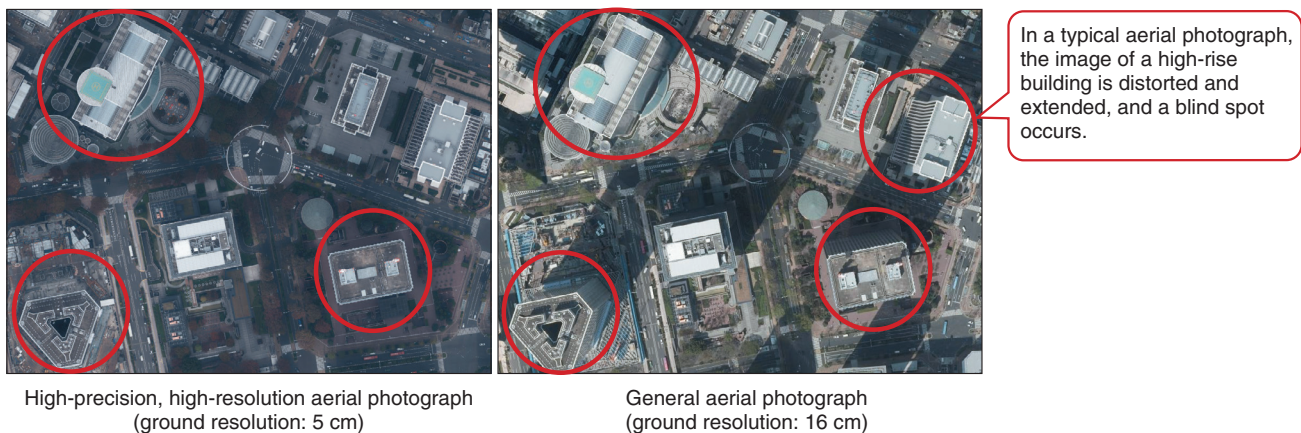 In a typical aerial photograph,
the image of a high-rise
building is distorted and
extended, and a blind spot
occurs.
High-precision, high-resolution aerial photograph
(ground resolution: 5 cm)
General aerial photograph
(ground resolution: 16 cm)